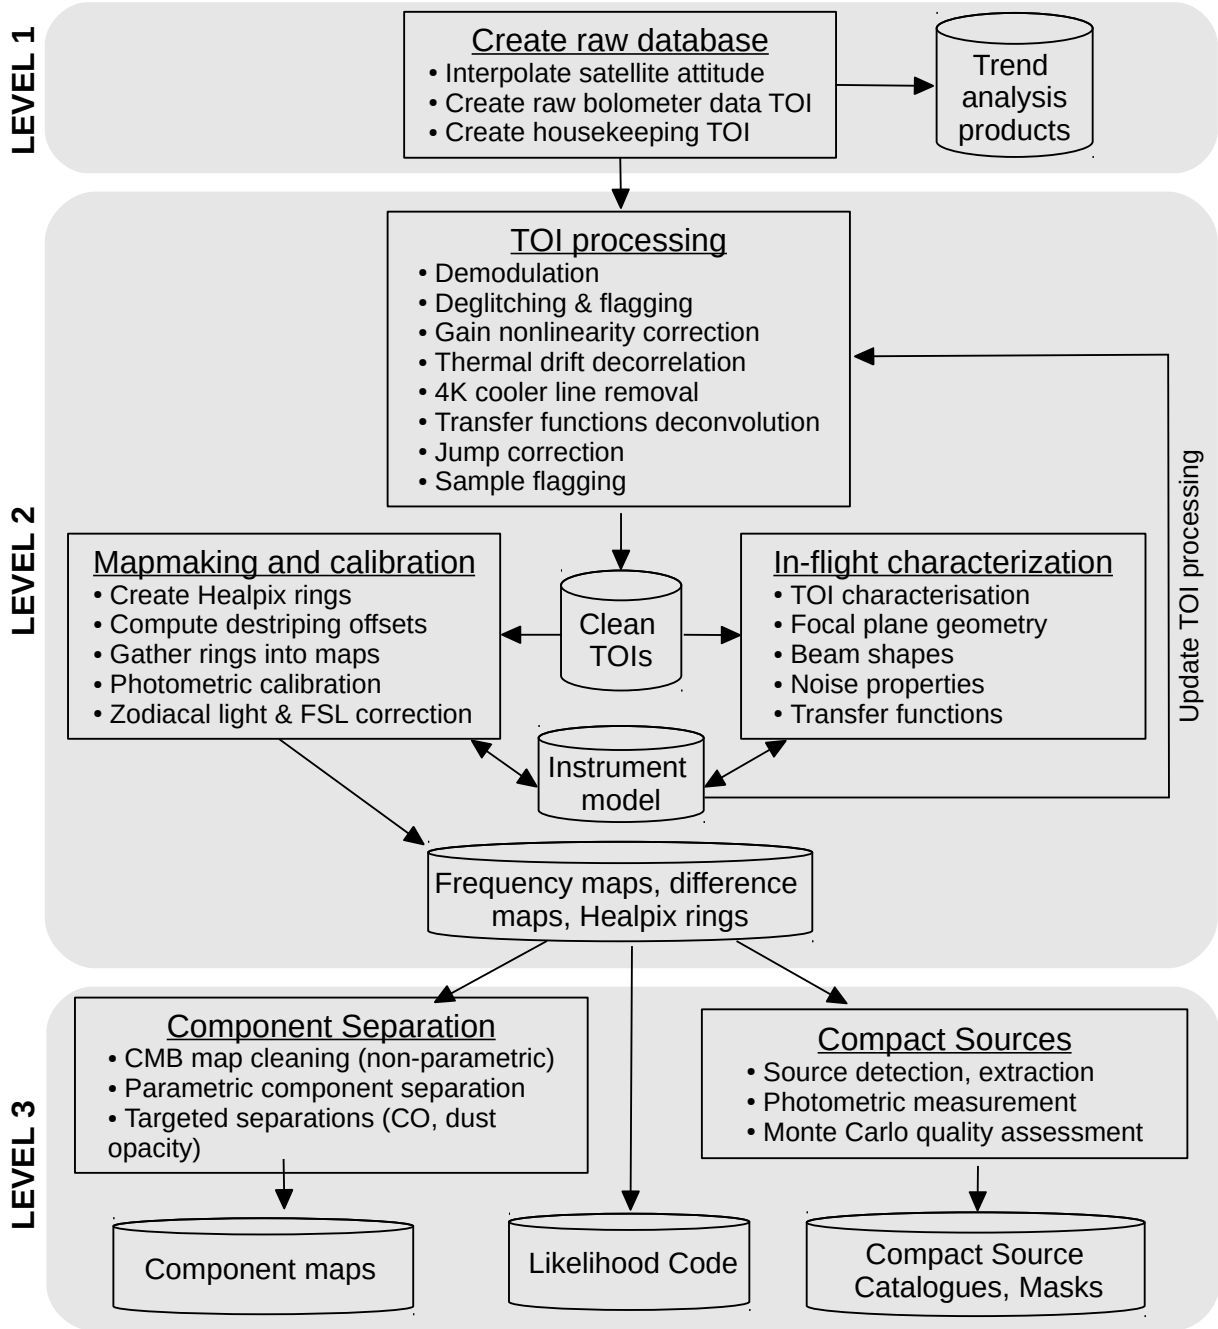 LEVEL 1
Create raw database
• Interpolate satellite attitude
• Create raw bolometer data TOI
• Create housekeeping TOI
Trend
analysis
products
LEVEL 2
TOI processing
• Demodulation
• Deglitching & flagging
• Gain nonlinearity correction
• Thermal drift decorrelation
• 4K cooler line removal
• Transfer functions deconvolution
• Jump correction
• Sample flagging
Mapmaking and calibration
• Create Healpix rings
• Compute destriping offsets
• Gather rings into maps
• Photometric calibration
• Zodiacal light & FSL correction
Clean
TOIs
In-flight characterization
• TOI characterisation
• Focal plane geometry
• Beam shapes
• Noise properties
• Transfer functions
Update TOI processing
Instrument
model
Frequency maps, difference
maps, Healpix rings
LEVEL 3
Component Separation
• CMB map cleaning (non-parametric)
• Parametric component separation
• Targeted separations (CO, dust
opacity)
Compact Sources
• Source detection, extraction
• Photometric measurement
• Monte Carlo quality assessment
Component maps
Likelihood Code
Compact Source
Catalogues, Masks